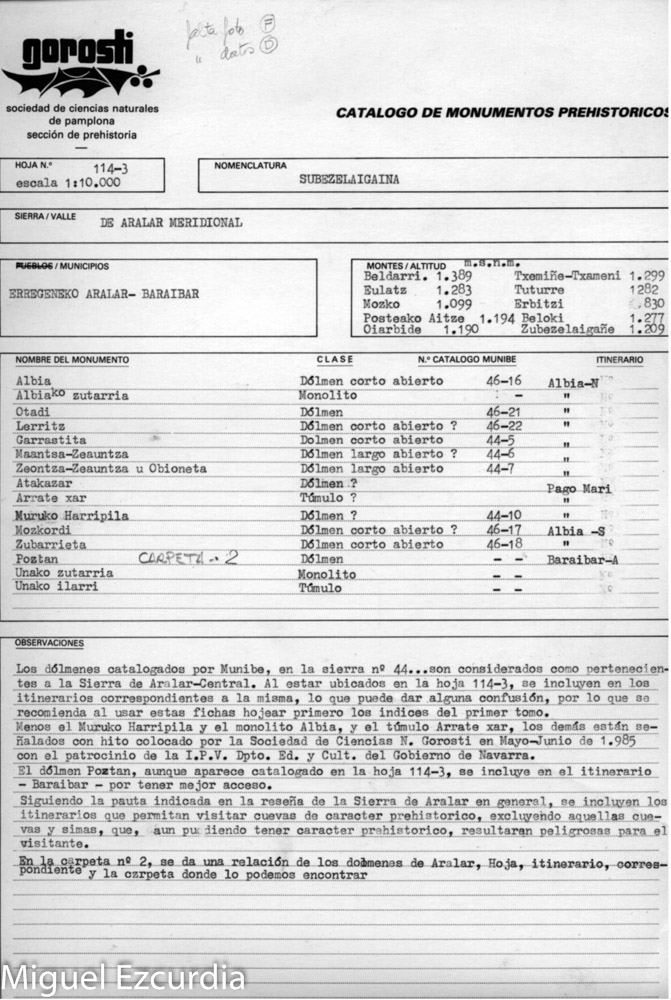 falta foto F
" datos D
gorosti
sociedad de ciencias naturales
de pamplona
sección de prehistoria
CATALOGO DE MONUMENTOS PREHISTORICOS
HOJA N.º 114-3
escala 1:10.000
NOMENCLATURA
SUBEZELAIGAINA
SIERRA / VALLE DE ARALAR MERIDIONAL
PUEBLOS / MUNICIPIOS
ERREGENEKO ARALAR- BARAIBAR
MONTES / ALTITUD m.s.n.m.
Beldarri. 1.389 Txemiñe-Txameni 1.299
Eulatz 1.283 Tuturre 1282
Mozko 1.099 Erbitzi .830
Posteako Aitze 1.194 Beloki 1.277
Oiarbide 1.190 Zubezelaigañe 1.209
NOMBRE DEL MONUMENTO CLASE N.º CATALOGO MUNIBE ITINERARIO
Albia Dólmen corto abierto 46-16 Albia-N
Albiako zutarria Monolito - "
Otadi Dólmen 46-21 "
Lerritz Dólmen corto abierto ? 46-22 "
Garrastita Dolmen corto abierto 44-5 "
Maantsa-Zeauntza Dólmen largo abierto ? 44-6 "
Zeontza-Zeauntza u Obioneta Dólmen largo abierto 44-7 "
Atakazar Dólmen ? Pago Mari
Arrate xar Túmulo ? "
Muruko Harripila Dólmen ? 44-10 "
Mozkordi Dólmen corto abierto ? 46-17 Albia -S
Zubarrieta Dólmen corto abierto 46-18 "
Poztan CARPETA -. 2 Dólmen - - Baraibar-A
Unako zutarria Monolito - -
Unako ilarri Túmulo - -
OBSERVACIONES
Los dólmenes catalogados por Munibe, en la sierra nº 44...son considerados como pertenecien-
tes a la Sierra de Aralar-Central. Al estar ubicados en la hoja 114-3, se incluyen en los
itinerarios correspondientes a la misma, lo que puede dar alguna confusión, por lo que se
recomienda al usar estas fichas hojear primero los indices del primer tomo.
Menos el Muruko Harripila y el monolito Albia, y el túmulo Arrate xar, los demás están se-
ñalados con hito colocado por la Sociedad de Ciencias N. Gorosti en Mayo-Junio de 1.985
con el patrocinio de la I.P.V. Dpto. Ed. y Cult. del Gobierno de Navarra.
El dólmen Poztan, aunque aparece catalogado en la hoja 114-3, se incluye en el itinerario
- Baraibar - por tener mejor acceso.
Siguiendo la pauta indicada en la reseña de la Sierra de Aralar en general, se incluyen los
itinerarios que permitan visitar cuevas de caracter prehistorico, excluyendo aquellas cue-
vas y simas, que, aun pudiendo tener caracter prehistorico, resultaran peligrosas para el
visitante.
En la carpeta nº 2, se da una relación de los dolmenes de Aralar, Hoja, itinerario, corres-
pondiente y la czrpeta donde lo podemos encontrar
Miguel Ezcurdia